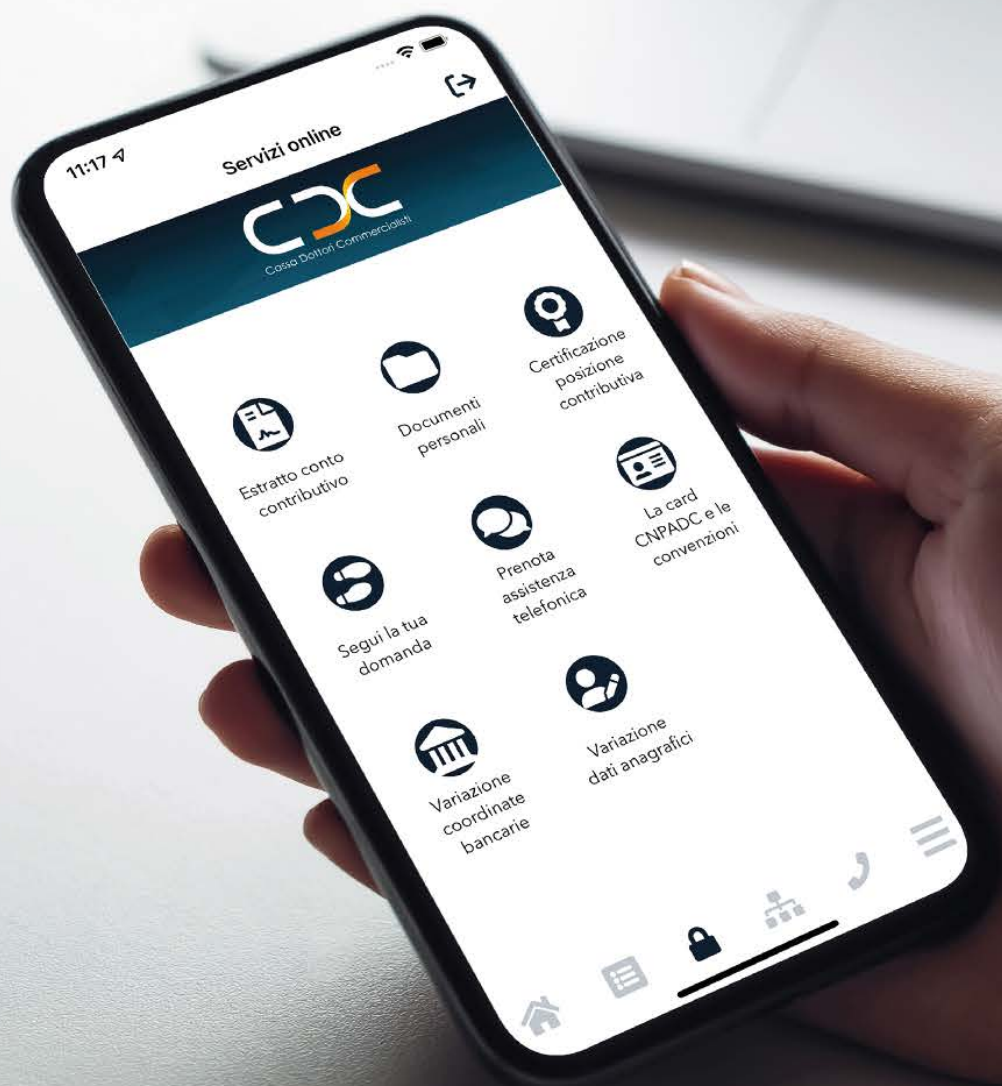 11:17
Servizi online
CDC
Cassa Dottori Commercialisti
Estratto conto
contributivo
Documenti
personali
Certificazione
posizione
contributiva
Segui la tua
domanda
Prenota
assistenza
telefonica
La card
CNPADC e le
convenzioni
Variazione
coordinate
bancarie
Variazione
dati anagrafici